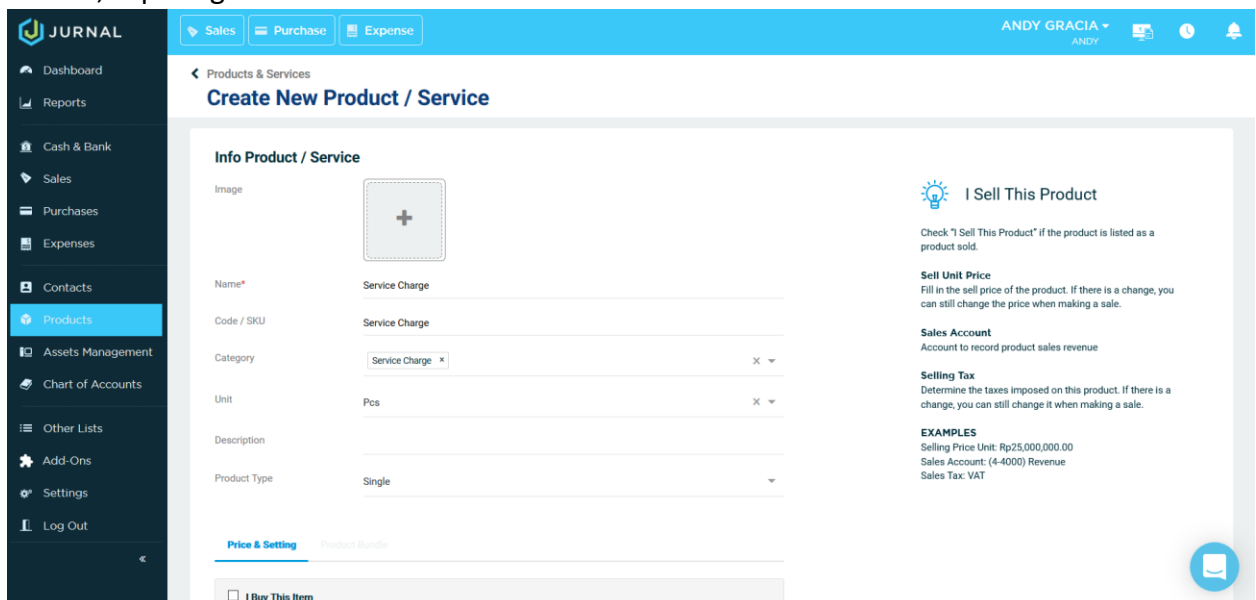 JURNAL
Sales
Purchase
Expense
ANDY GRACIA
ANDY
Dashboard
Reports
Cash & Bank
Sales
Purchases
Expenses
Contacts
Products
Assets Management
Chart of Accounts
Other Lists
Add-Ons
Settings
Log Out
Products & Services
Create New Product / Service
Info Product / Service
Image
Name*
Service Charge
Code / SKU
Service Charge
Category
Service Charge ×
Unit
Pcs
Description
Product Type
Single
Price & Setting
Product Bundle
I Buy This Item
I Sell This Product
Check "I Sell This Product" if the product is listed as a
product sold.
Sell Unit Price
Fill in the sell price of the product. If there is a change, you
can still change the price when making a sale.
Sales Account
Account to record product sales revenue
Selling Tax
Determine the taxes imposed on this product. If there is a
change, you can still change it when making a sale.
EXAMPLES
Selling Price Unit: Rp25,000,000.00
Sales Account: (4-4000) Revenue
Sales Tax: VAT